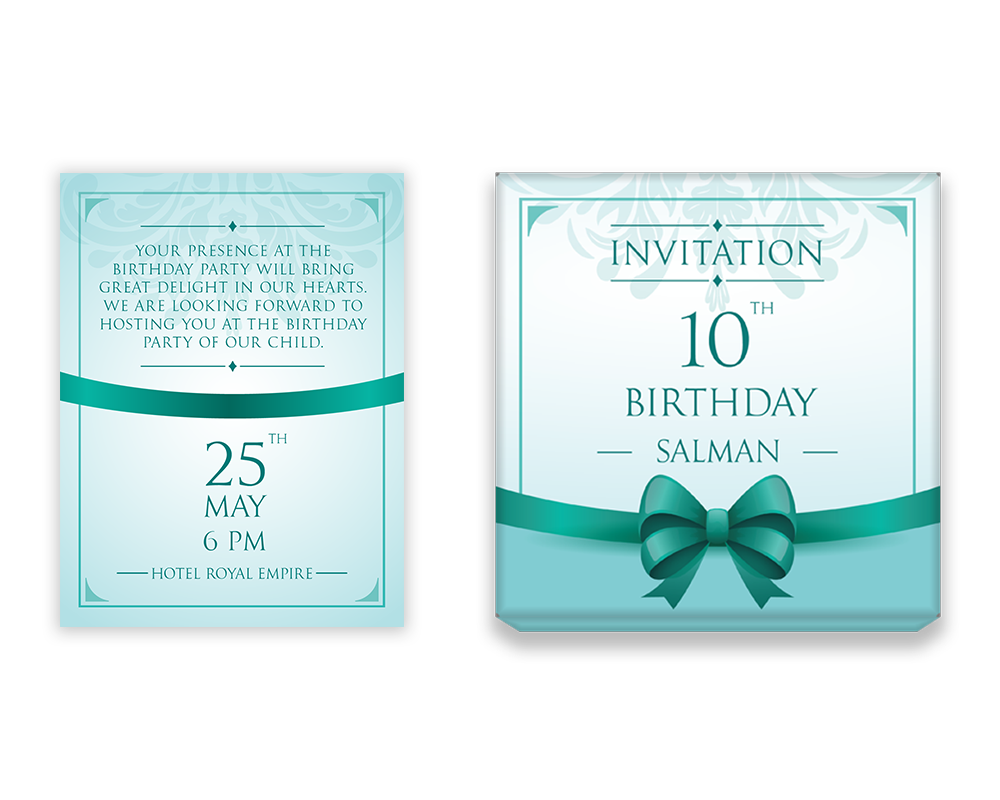 YOUR PRESENCE AT THE
BIRTHDAY PARTY WILL BRING
GREAT DELIGHT IN OUR HEARTS.
WE ARE LOOKING FORWARD TO
HOSTING YOU AT THE BIRTHDAY
PARTY OF OUR CHILD.
25TH
MAY
6 PM
HOTEL ROYAL EMPIRE
INVITATION
10TH
BIRTHDAY
SALMAN